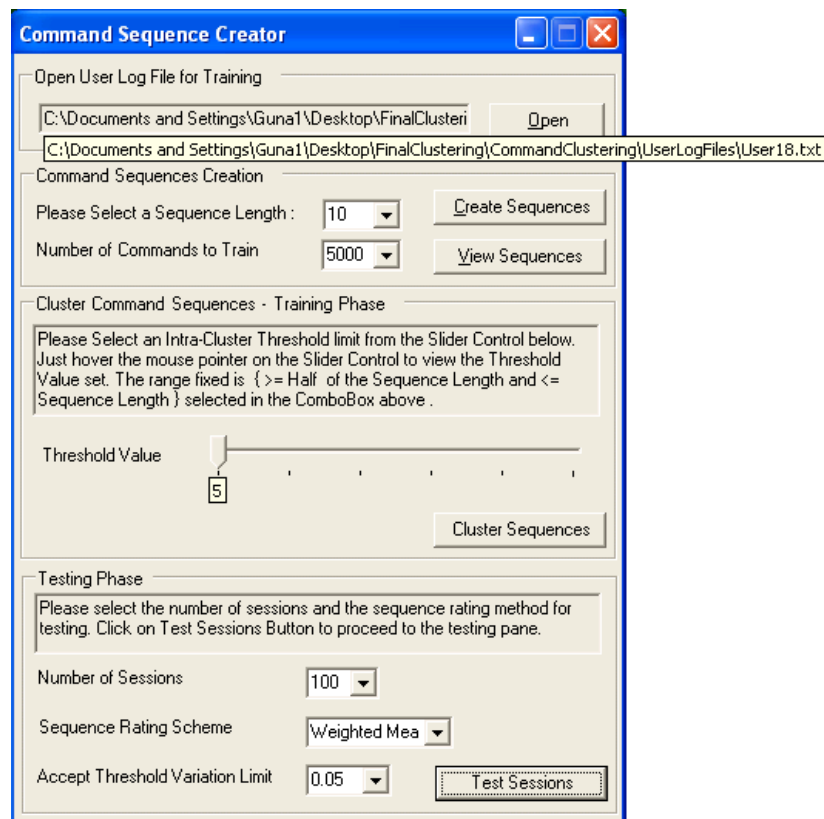 Command Sequence Creator
Open User Log File for Training
C:\Documents and Settings\Guna1\Desktop\FinalClusteri
Open
C:\Documents and Settings\Guna1\Desktop\FinalClustering\CommandClustering\UserLogFiles\User18.txt
Command Sequences Creation
Please Select a Sequence Length :
10
Create Sequences
Number of Commands to Train
5000
View Sequences
Cluster Command Sequences - Training Phase
Please Select an Intra-Cluster Threshold limit from the Slider Control below.
Just hover the mouse pointer on the Slider Control to view the Threshold
Value set. The range fixed is { >= Half of the Sequence Length and <=
Sequence Length } selected in the ComboBox above .
Threshold Value
5
Cluster Sequences
Testing Phase
Please select the number of sessions and the sequence rating method for
testing. Click on Test Sessions Button to proceed to the testing pane.
Number of Sessions
100
Sequence Rating Scheme
Weighted Mea
Accept Threshold Variation Limit
0.05
Test Sessions